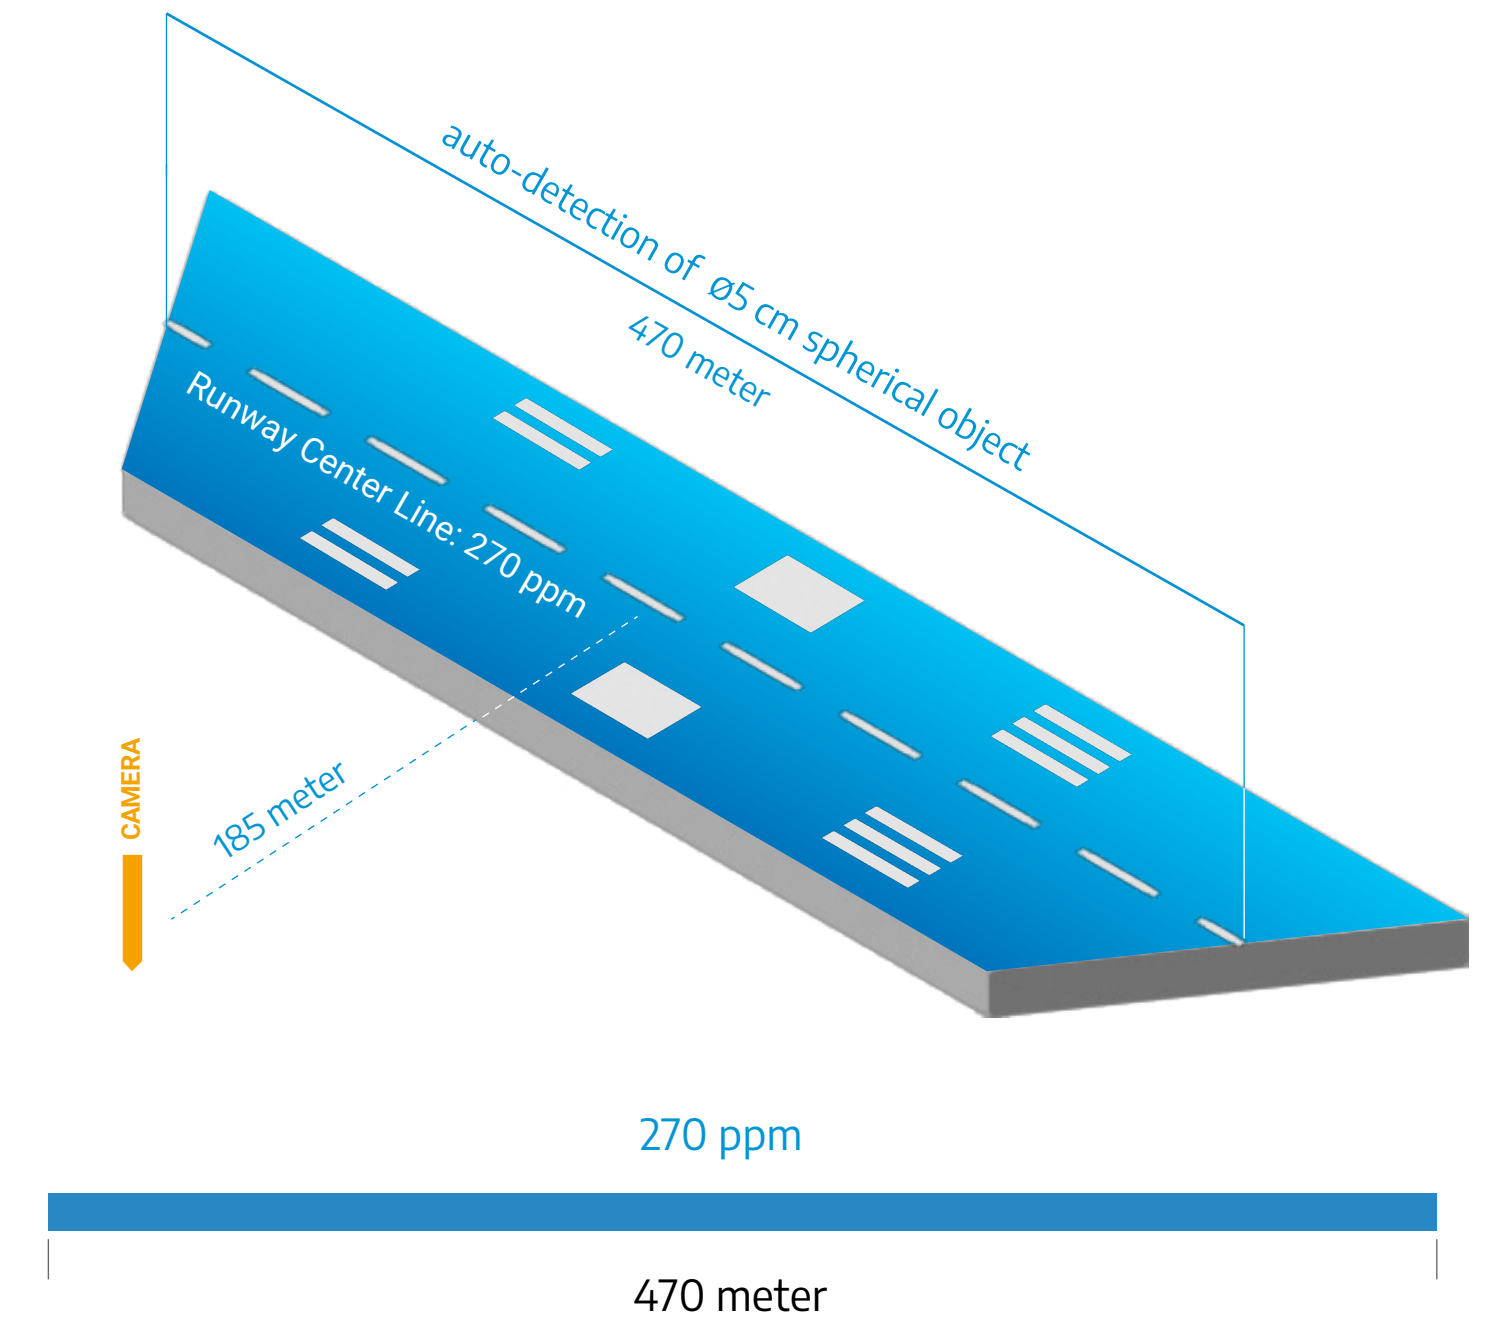 auto-detection of ø5 cm spherical object
470 meter
Runway Center Line: 270 ppm
185 meter
CAMERA
270 ppm
470 meter